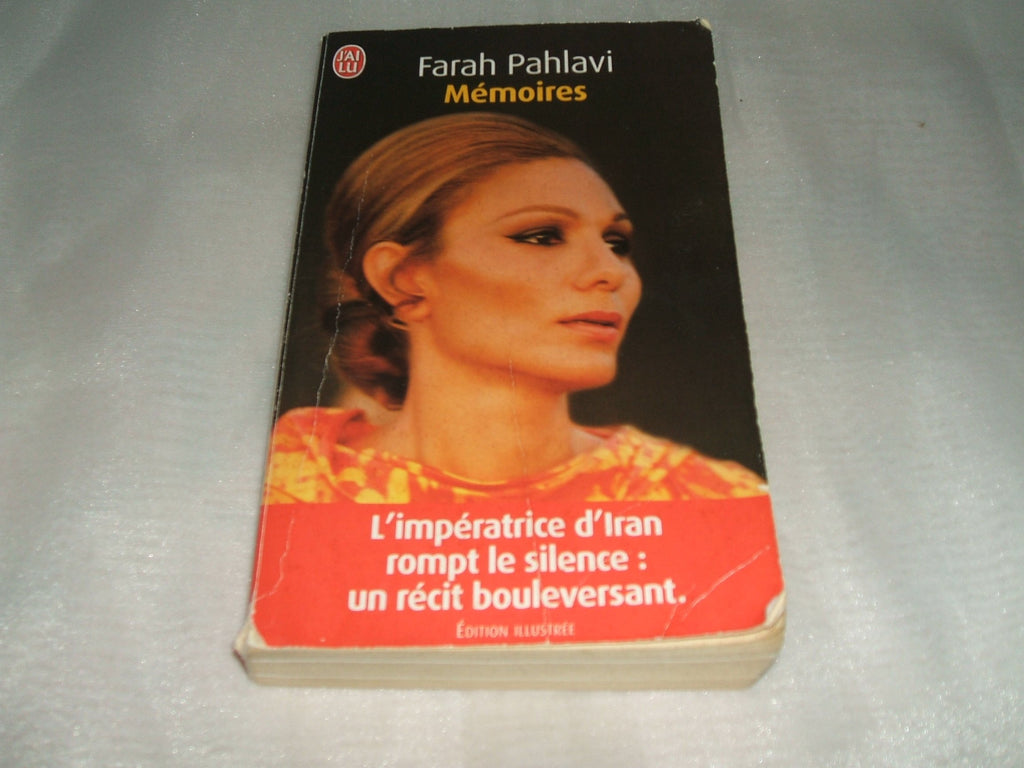 J'AI
LU
Farah Pahlavi
Mémoires
L'impératrice d'Iran
rompt le silence :
un récit bouleversant.
ÉDITION ILLUSTRÉE